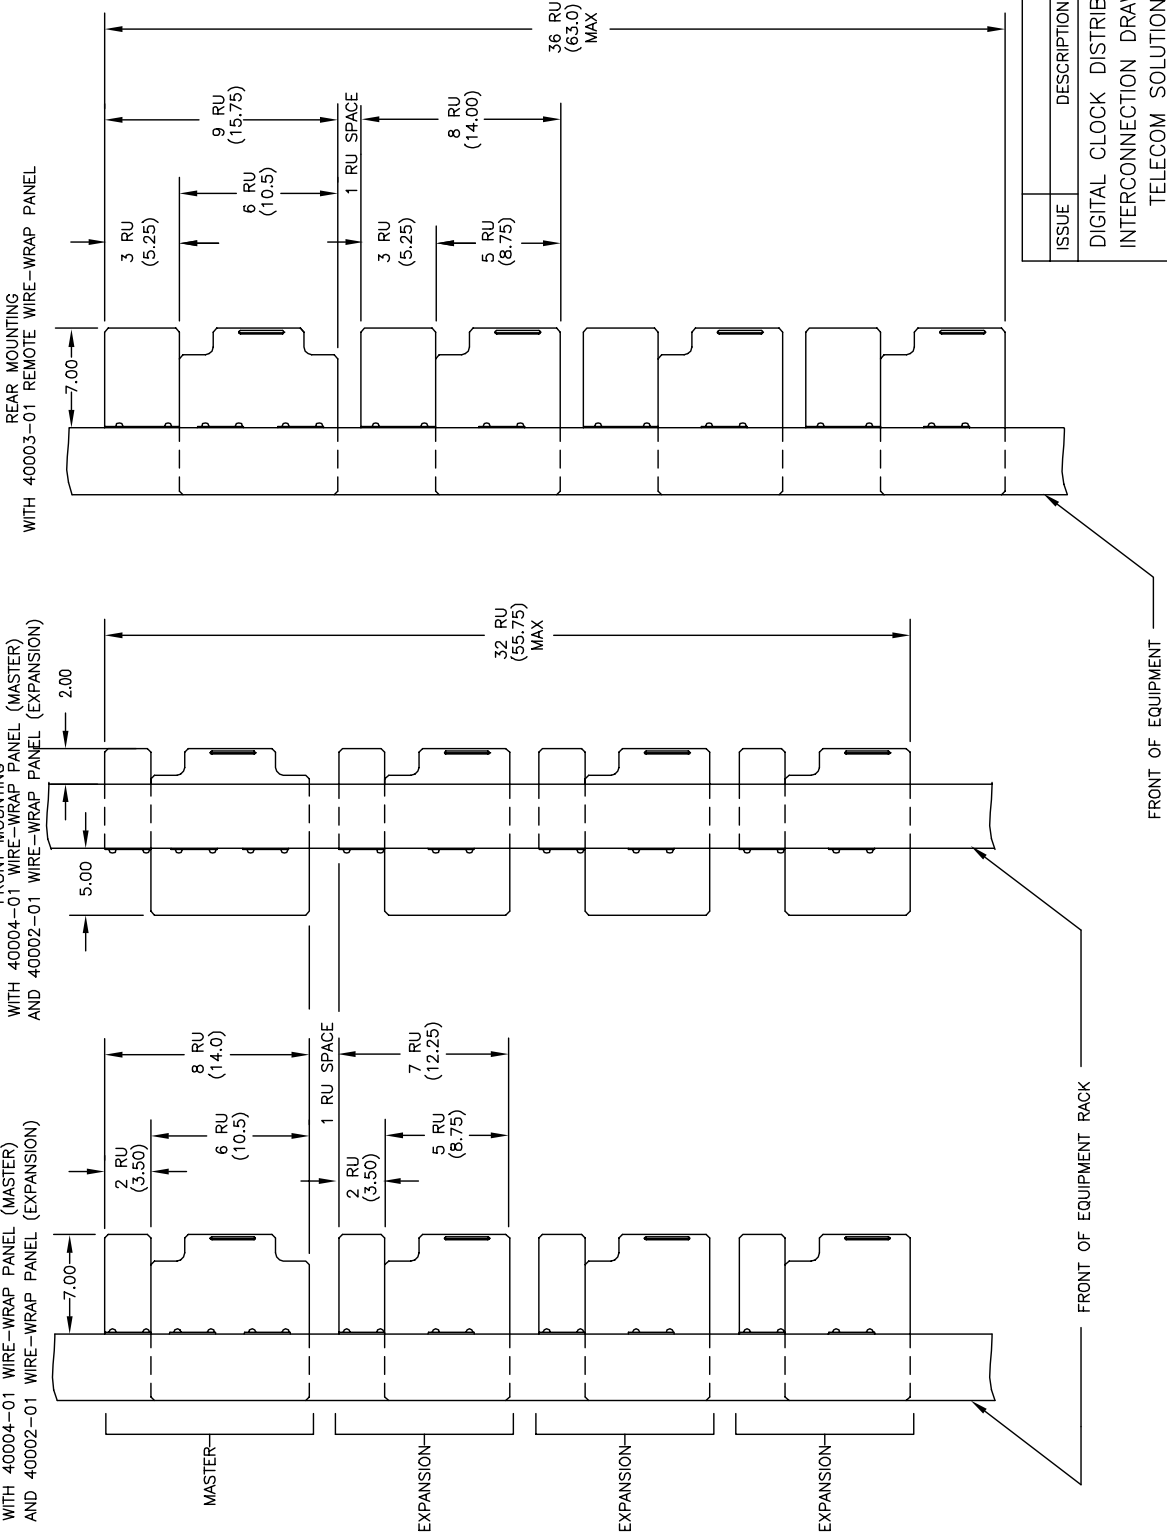 WITH 40004-01 WIRE-WRAP PANEL (MASTER)
AND 40002-01 WIRE-WRAP PANEL (EXPANSION)
7.00
2 RU
(3.50)
6 RU
(10.5)
8 RU
(14.0)
1 RU SPACE
2 RU
(3.50)
5 RU
(8.75)
7 RU
(12.25)
MASTER
EXPANSION
EXPANSION
EXPANSION
FRONT OF EQUIPMENT RACK
FRONT MOUNTING
WITH 40004-01 WIRE-WRAP PANEL (MASTER)
AND 40002-01 WIRE-WRAP PANEL (EXPANSION)
5.00
2.00
32 RU
(55.75)
MAX
REAR MOUNTING
WITH 40003-01 REMOTE WIRE-WRAP PANEL
7.00
3 RU
(5.25)
6 RU
(10.5)
9 RU
(15.75)
1 RU SPACE
3 RU
(5.25)
5 RU
(8.75)
8 RU
(14.00)
36 RU
(63.0)
MAX
FRONT OF EQUIPMENT
ISSUE
DESCRIPTION
DIGITAL CLOCK DISTRIB
INTERCONNECTION DRAW
TELECOM SOLUTION